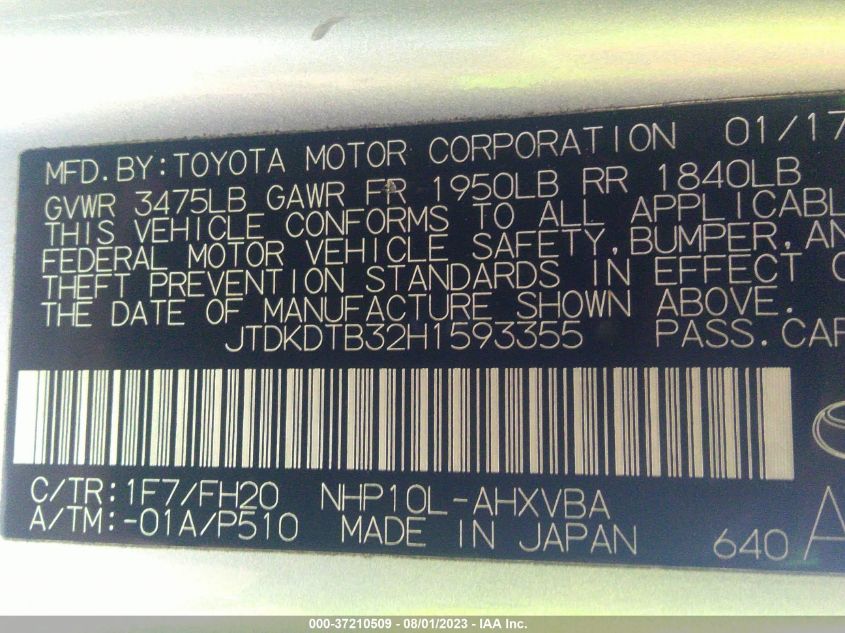 MFD. BY: TOYOTA MOTOR CORPORATION 01/17
GVWR 3475LB GAWR FR 1950LB RR 1840LB
THIS VEHICLE CONFORMS TO ALL APPLICABL
FEDERAL MOTOR VEHICLE SAFETY, BUMPER, AN
THEFT PREVENTION STANDARDS IN EFFECT O
THE DATE OF MANUFACTURE SHOWN ABOVE.
JTDKDTB32H1593355 PASS. CAR
C/TR: 1F7/FH20 NHP10L-AHXVBA
A/TM: -01A/P510 MADE IN JAPAN 640 A
000-37210509 - 08/01/2023 - IAA Inc.